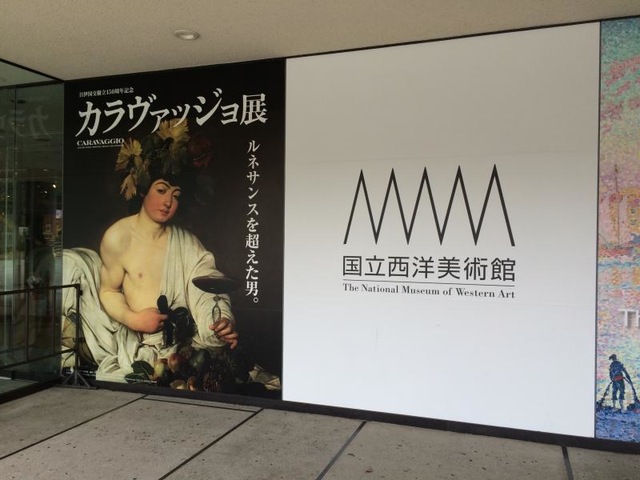 日伊国交樹立150周年記念
カラヴァッジョ展
CARAVAGGIO
ルネサンスを超えた男。
国立西洋美術館
The National Museum of Western Art
Th